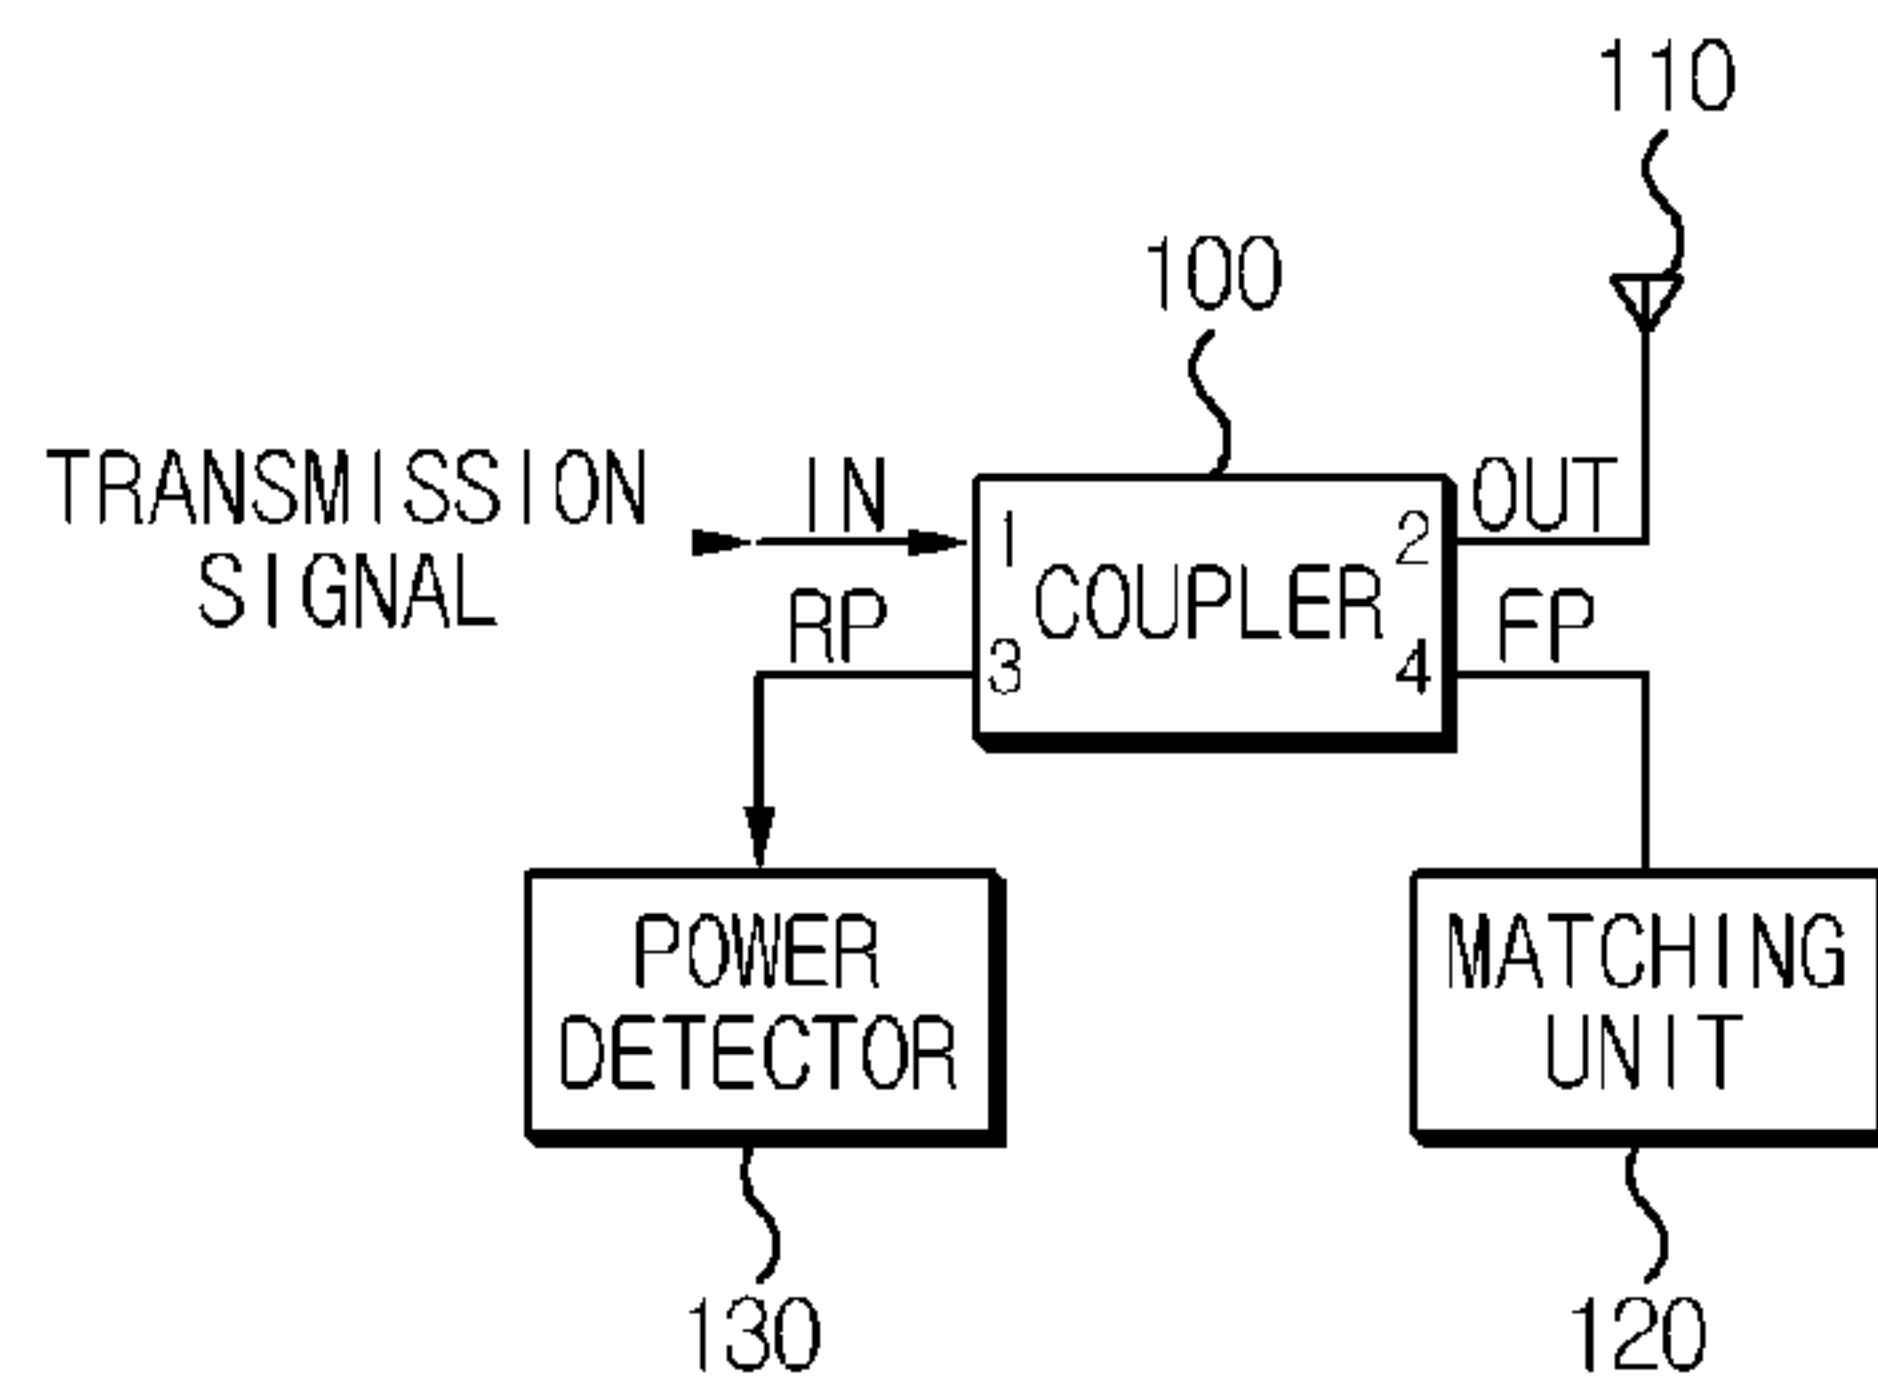 110
100
TRANSMISSION
SIGNAL
IN
OUT
1
2
COUPLER
RP
FP
3
4
POWER
DETECTOR
MATCHING
UNIT
130
120